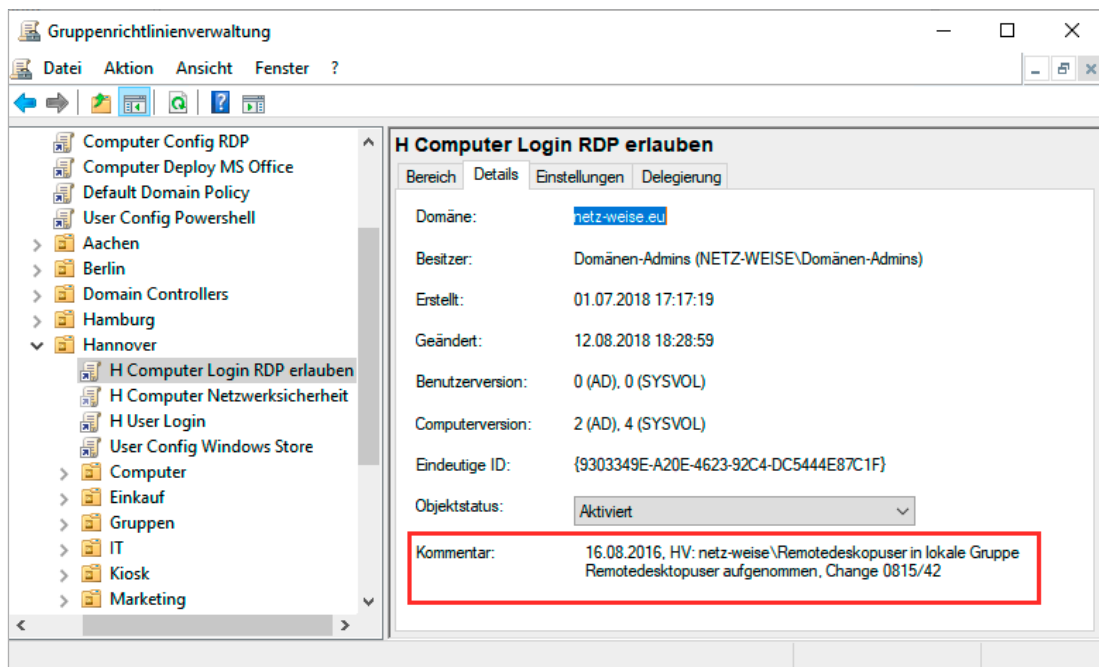 Gruppenrichtlinienverwaltung
Datei Aktion Ansicht Fenster ?
Computer Config RDP
Computer Deploy MS Office
Default Domain Policy
User Config Powershell
Aachen
Berlin
Domain Controllers
Hamburg
Hannover
H Computer Login RDP erlauben
H Computer Netzwerksicherheit
H User Login
User Config Windows Store
Computer
Einkauf
Gruppen
IT
Kiosk
Marketing
H Computer Login RDP erlauben
Bereich Details Einstellungen Delegierung
Domäne: netz-weise.eu
Besitzer: Domänen-Admins (NETZ-WEISE\Domänen-Admins)
Erstellt: 01.07.2018 17:17:19
Geändert: 12.08.2018 18:28:59
Benutzerversion: 0 (AD), 0 (SYSVOL)
Computerversion: 2 (AD), 4 (SYSVOL)
Eindeutige ID: {9303349E-A20E-4623-92C4-DC5444E87C1F}
Objektstatus: Aktiviert
Kommentar: 16.08.2016, HV: netz-weise\Remotedeskopuser in lokale Gruppe
Remotedesktopuser aufgenommen, Change 0815/42